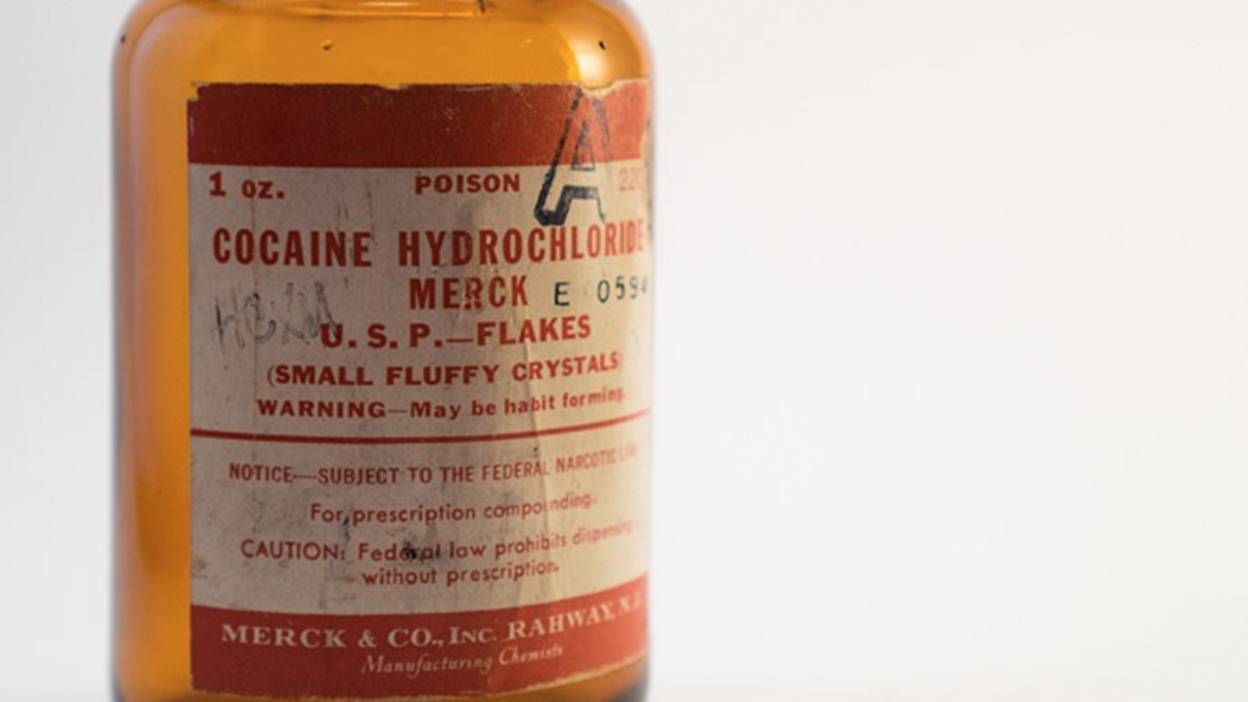 1 oz. POISON A
COCAINE HYDROCHLORIDE
MERCK E 0594
U.S.P.—FLAKES
(SMALL FLUFFY CRYSTALS)
WARNING—May be habit forming.
NOTICE—SUBJECT TO THE FEDERAL NARCOTIC LAW
For prescription compounding.
CAUTION: Federal law prohibits dispensing
without prescription.
MERCK & CO., INC. RAHWAY, N.J.
Manufacturing Chemists